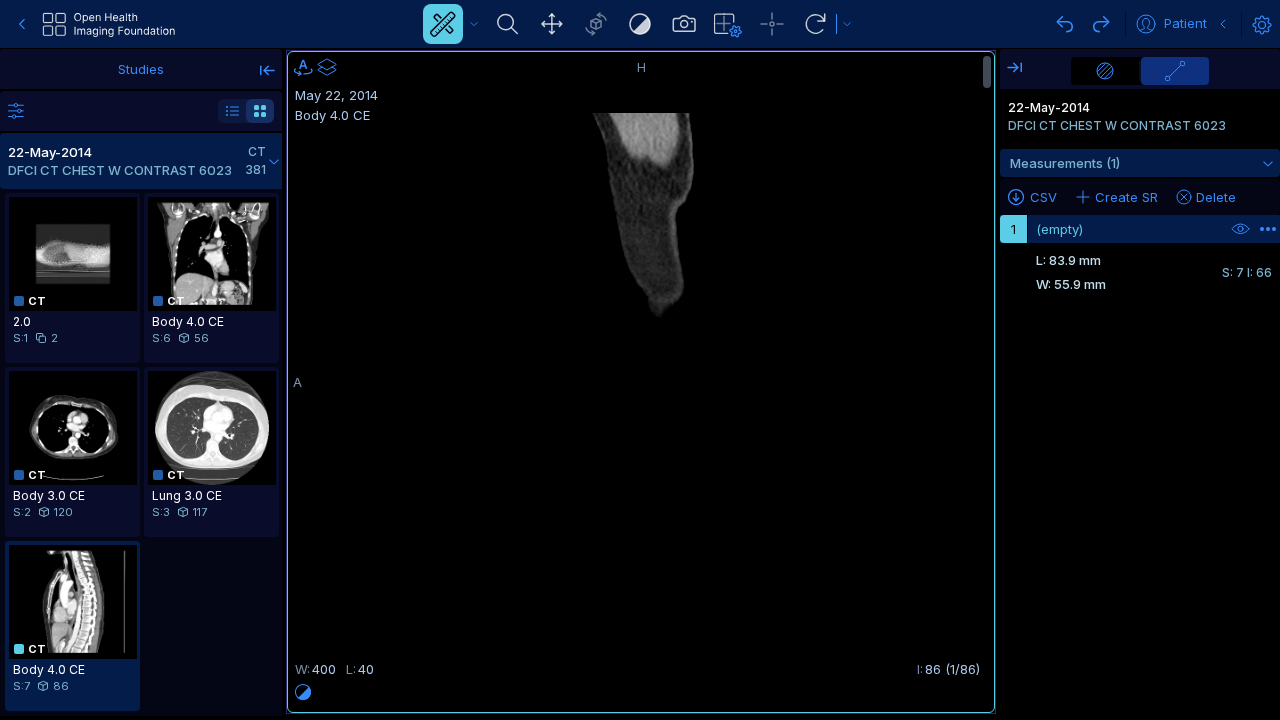 Open Health
Imaging Foundation
Patient
Studies
22-May-2014
CT
DFCI CT CHEST W CONTRAST 6023
381
CT
2.0
S:1 2
CT
Body 4.0 CE
S:6 56
CT
Body 3.0 CE
S:2 120
CT
Lung 3.0 CE
S:3 117
CT
Body 4.0 CE
S:7 86
A
H
May 22, 2014
Body 4.0 CE
A
W: 400 L: 40
I: 86 (1/86)
22-May-2014
DFCI CT CHEST W CONTRAST 6023
Measurements (1)
CSV Create SR Delete
1 (empty)
L: 83.9 mm
S: 7 I: 66
W: 55.9 mm